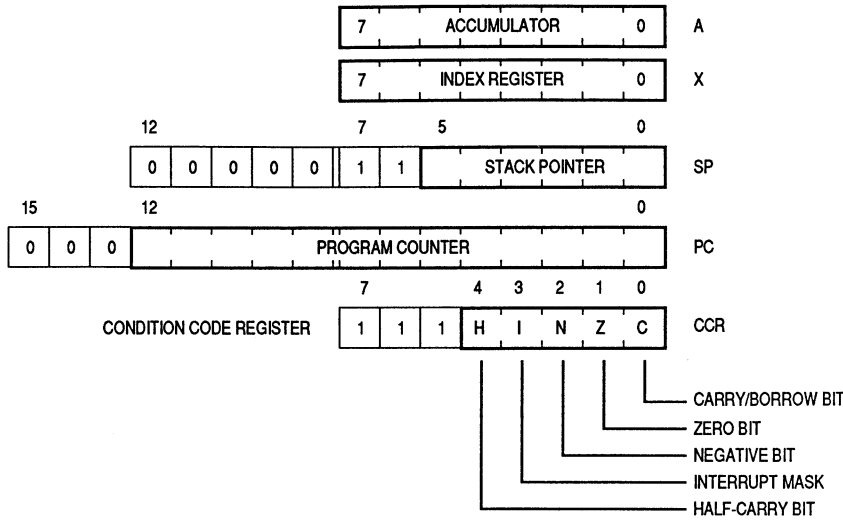 7 ACCUMULATOR 0 A
7 INDEX REGISTER 0 X
12 7 5 0
0 0 0 0 0 1 1 STACK POINTER SP
15 12 0
0 0 0 PROGRAM COUNTER PC
7 4 3 2 1 0
CONDITION CODE REGISTER 1 1 1 H I N Z C CCR
CARRY/BORROW BIT
ZERO BIT
NEGATIVE BIT
INTERRUPT MASK
HALF-CARRY BIT